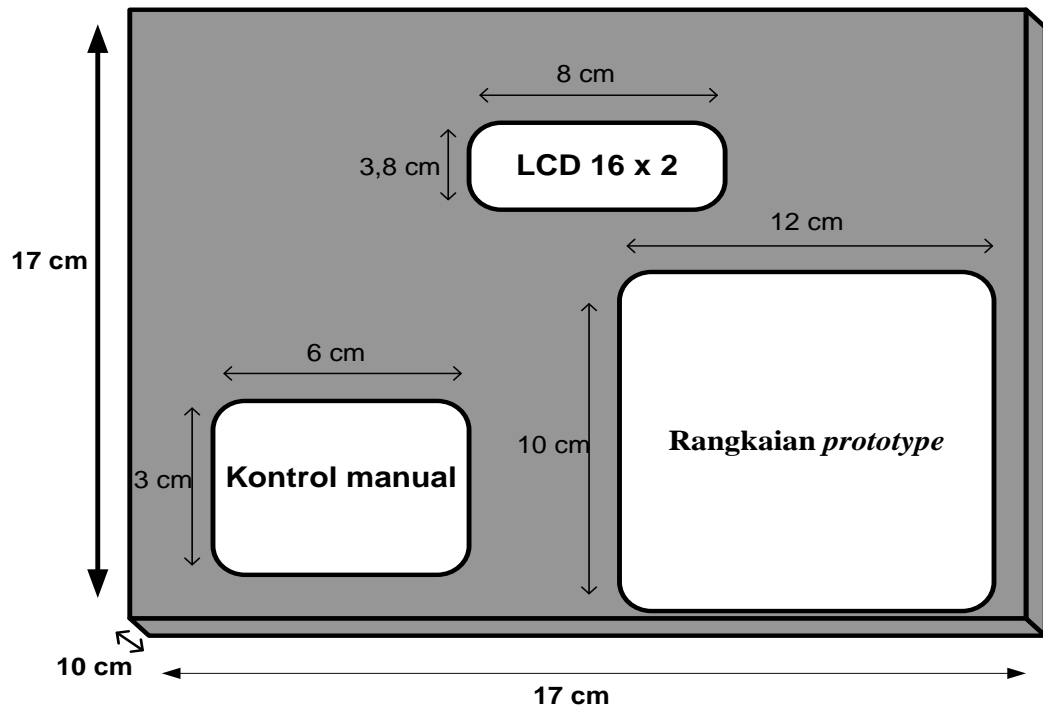 8 cm
3,8 cm
LCD 16 x 2
12 cm
17 cm
6 cm
3 cm
Kontrol manual
10 cm
Rangkaian prototype
10 cm
17 cm